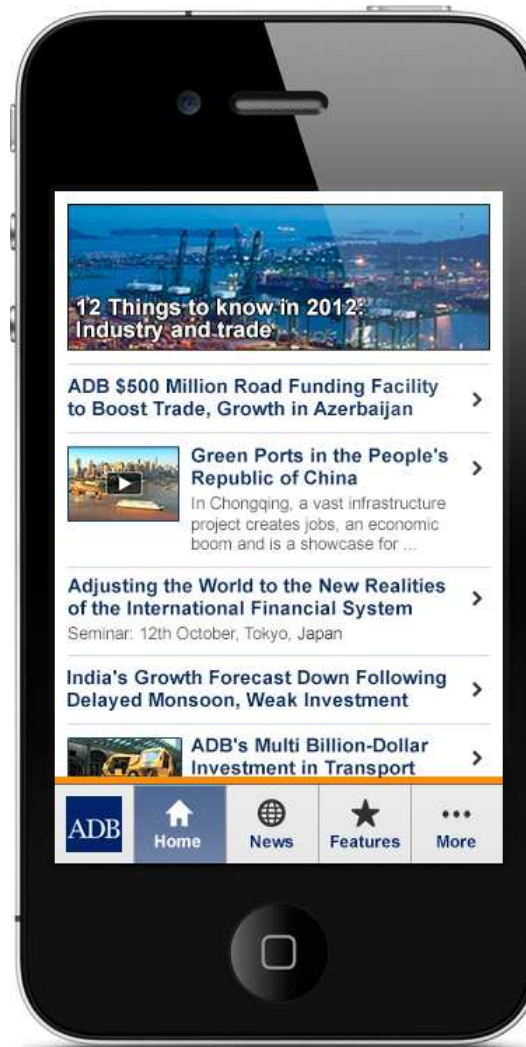 12 Things to know in 2012:
Industry and trade
ADB $500 Million Road Funding Facility
to Boost Trade, Growth in Azerbaijan
Green Ports in the People's
Republic of China
In Chongqing, a vast infrastructure
project creates jobs, an economic
boom and is a showcase for ...
Adjusting the World to the New Realities
of the International Financial System
Seminar: 12th October, Tokyo, Japan
India's Growth Forecast Down Following
Delayed Monsoon, Weak Investment
ADB's Multi Billion-Dollar
Investment in Transport
ADB
Home
News
Features
More